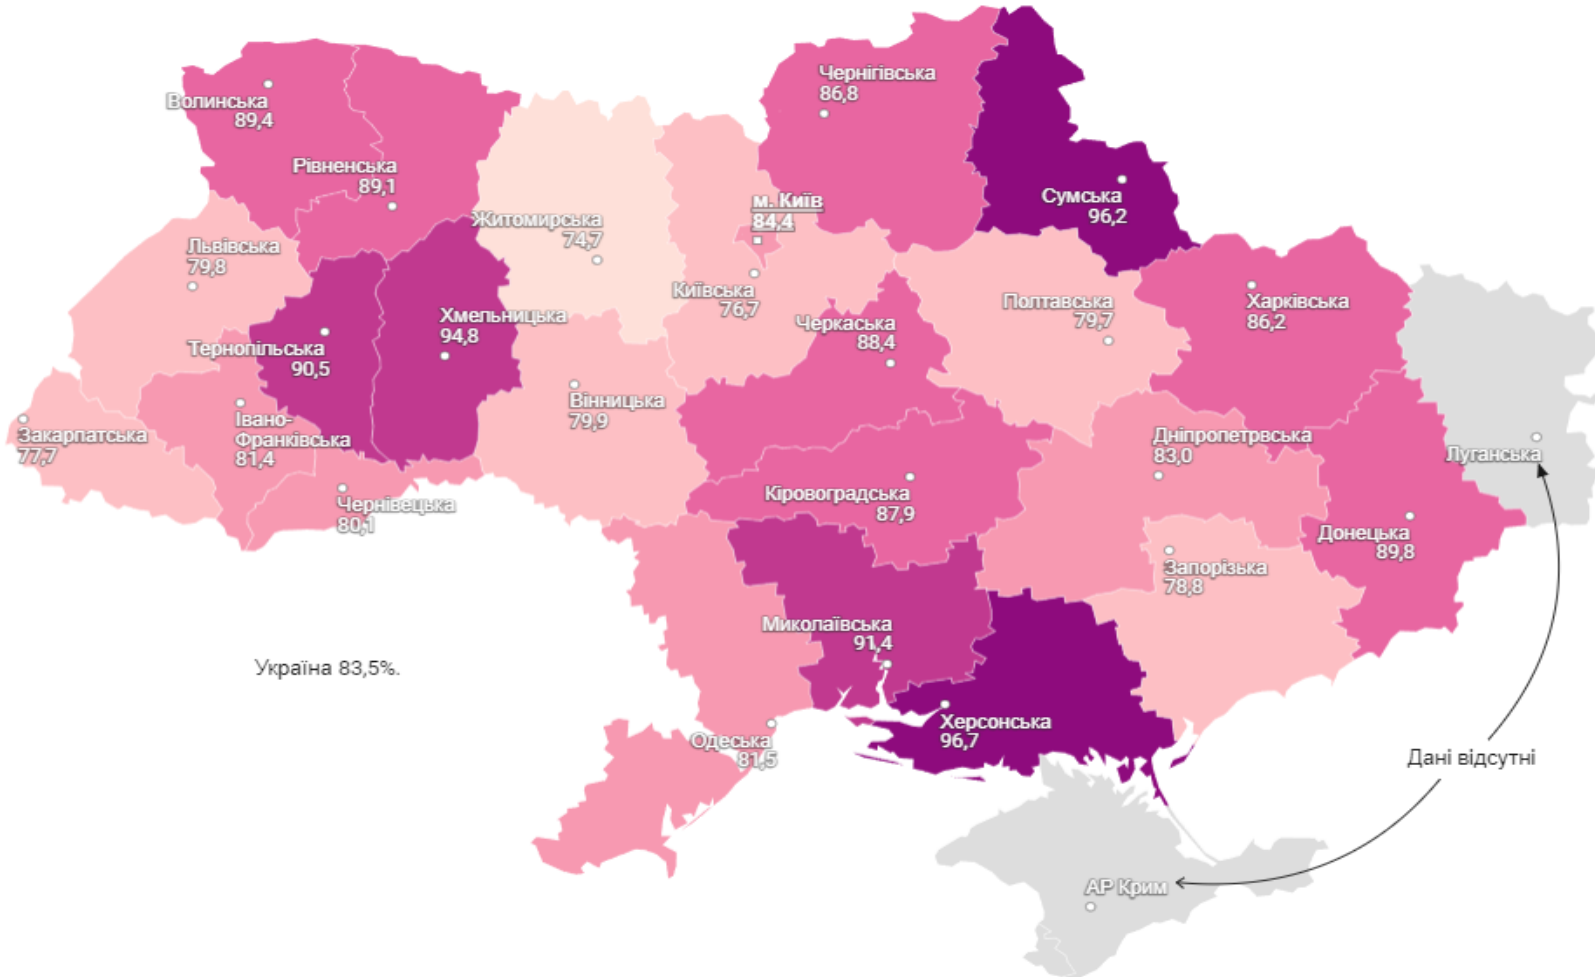 Чернігівська
86,8
Волинська
89,4
Рівненська
89,1
Сумська
96,2
м. Київ
84,4
Житомирська
74,7
Львівська
79,8
Київська
76,7
Полтавська
79,7
Харківська
86,2
Хмельницька
94,8
Черкаська
88,4
Тернопільська
90,5
Вінницька
79,9
Івано-
Франківська
81,4
Закарпатська
77,7
Дніпропетрвська
83,0
Луганська
Кіровоградська
87,9
Чернівецька
80,1
Донецька
89,8
Запорізька
78,8
Миколаївська
91,4
Україна 83,5%.
Херсонська
96,7
Одеська
81,5
Дані відсутні
АР Крим